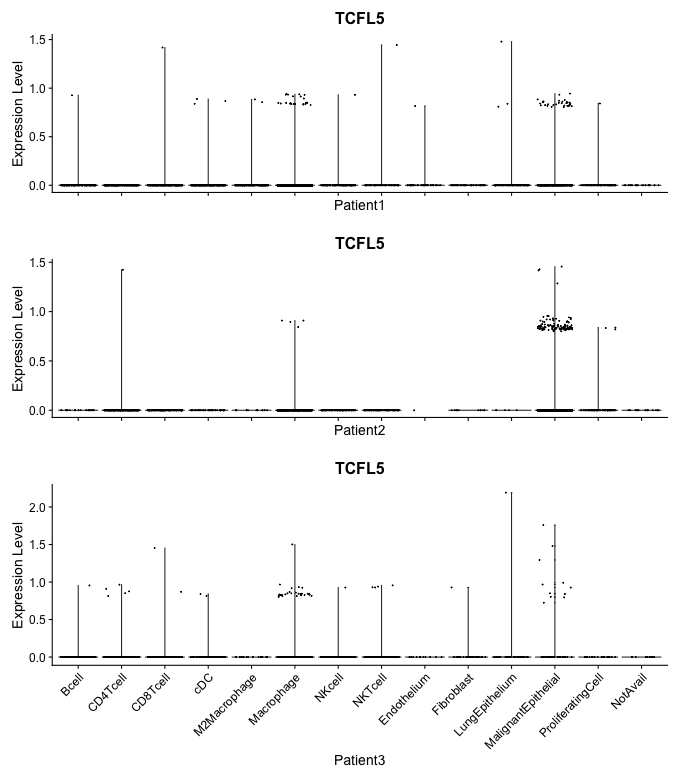 TCFL5
Expression Level
1.5
1.0
0.5
0.0
Patient1
TCFL5
Expression Level
1.5
1.0
0.5
0.0
Patient2
TCFL5
Expression Level
2.0
1.5
1.0
0.5
0.0
Bcell
CD4Tcell
CD8Tcell
cDC
M2Macrophage
Macrophage
NKcell
NKTcell
Endothelium
Fibroblast
LungEpithelium
MalignantEpithelial
ProliferatingCell
NotAvail
Patient3